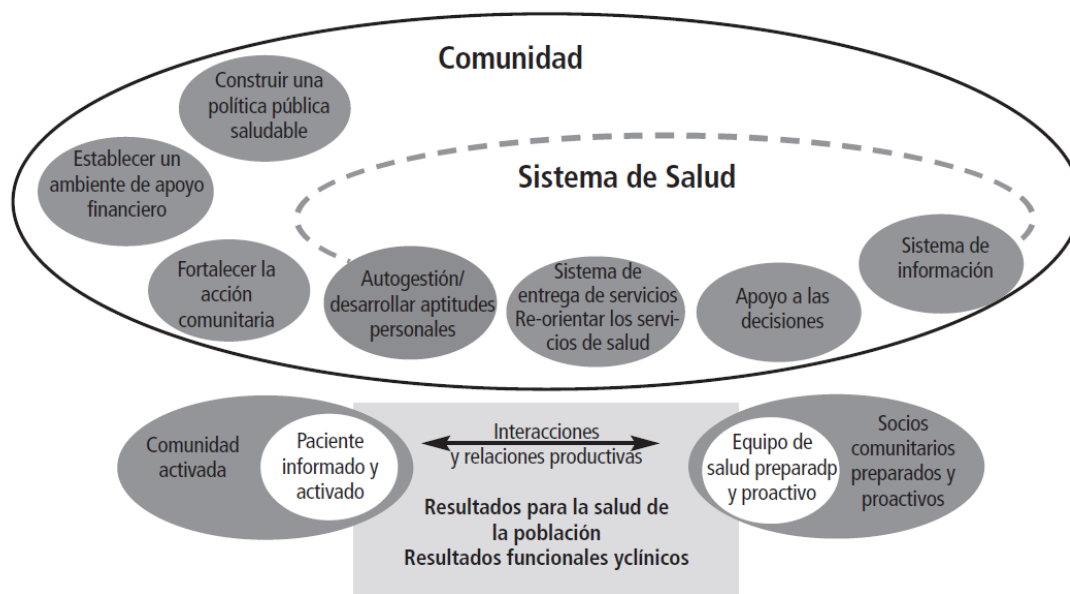 Comunidad
Construir una
política pública
saludable
Establecer un
ambiente de apoyo
financiero
Sistema de Salud
Fortalecer la
acción
comunitaria
Autogestión/
desarrollar aptitudes
personales
Sistema de
entrega de servicios
Re-orientar los servi-
cios de salud
Apoyo a las
decisiones
Sistema de
información
Comunidad
activada
Paciente
informado y
activado
Interacciones
y relaciones productivas
Equipo de
salud preparadp
y proactivo
Socios
comunitarios
preparados y
proactivos
Resultados para la salud de
la población
Resultados funcionales yclínicos